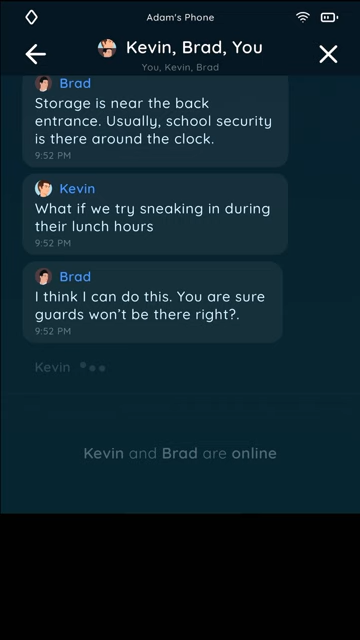 Adam's Phone
Kevin, Brad, You
You, Kevin, Brad
Brad
Storage is near the back
entrance. Usually, school security
is there around the clock.
9:52 PM
Kevin
What if we try sneaking in during
their lunch hours
9:52 PM
Brad
I think I can do this. You are sure
guards won't be there right?.
9:52 PM
Kevin
Kevin and Brad are online